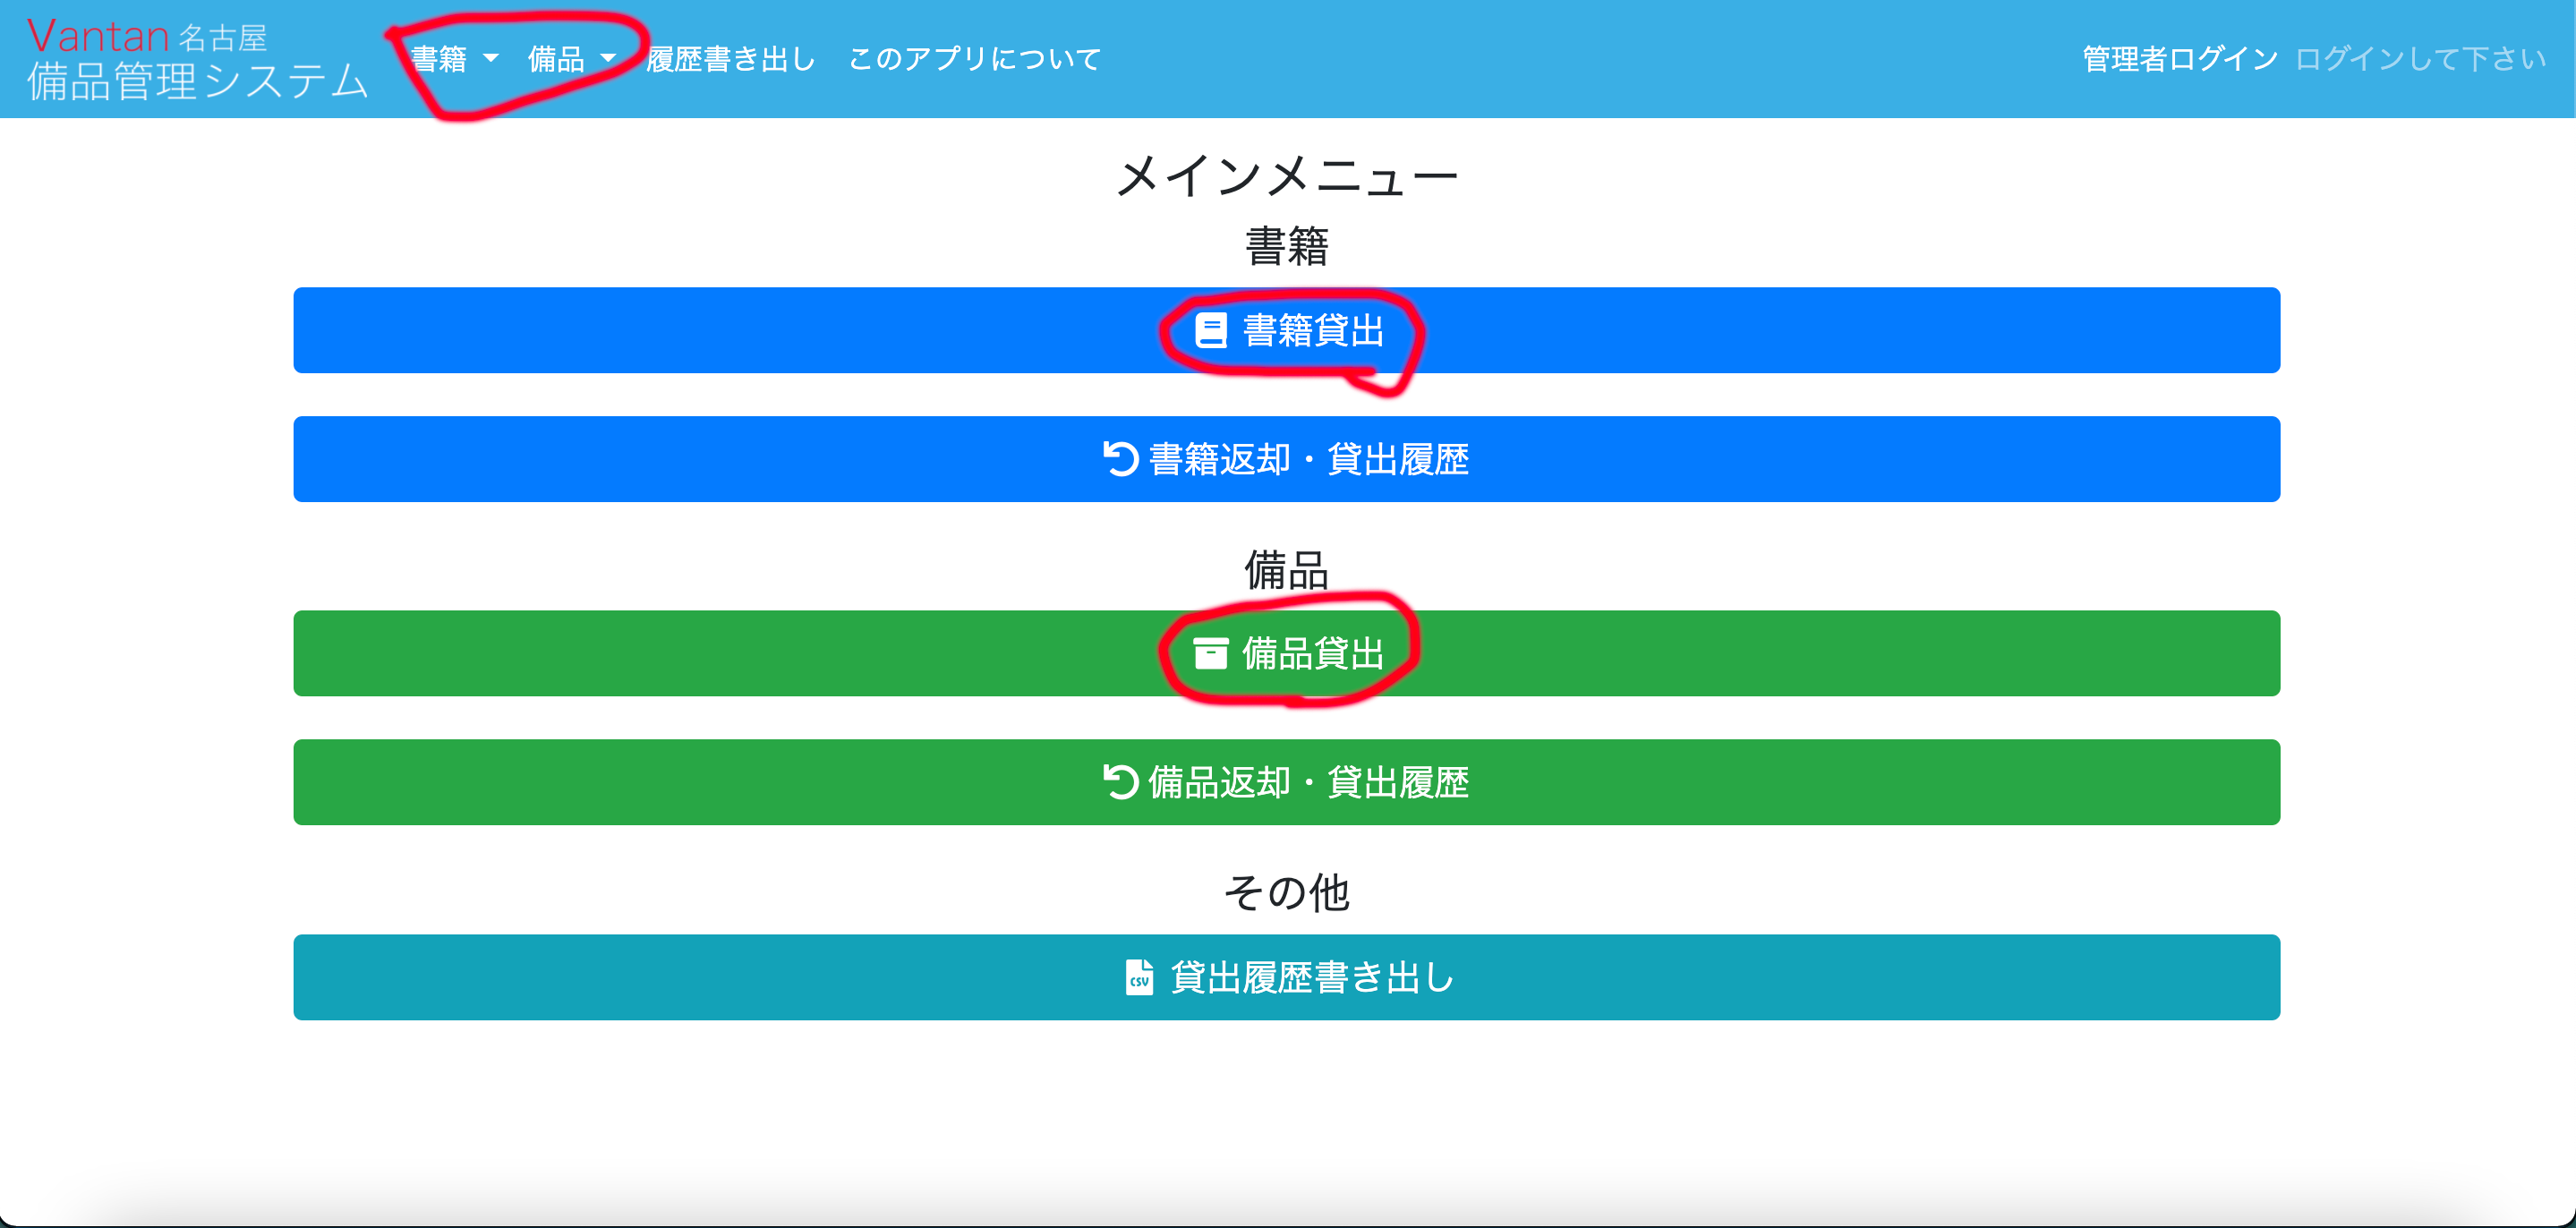 Vantan 名古屋
備品管理システム
書籍 備品 履歴書き出し このアプリについて
管理者ログイン ログインして下さい
メインメニュー
書籍
書籍貸出
書籍返却・貸出履歴
備品
備品貸出
備品返却・貸出履歴
その他
CSV 貸出履歴書き出し